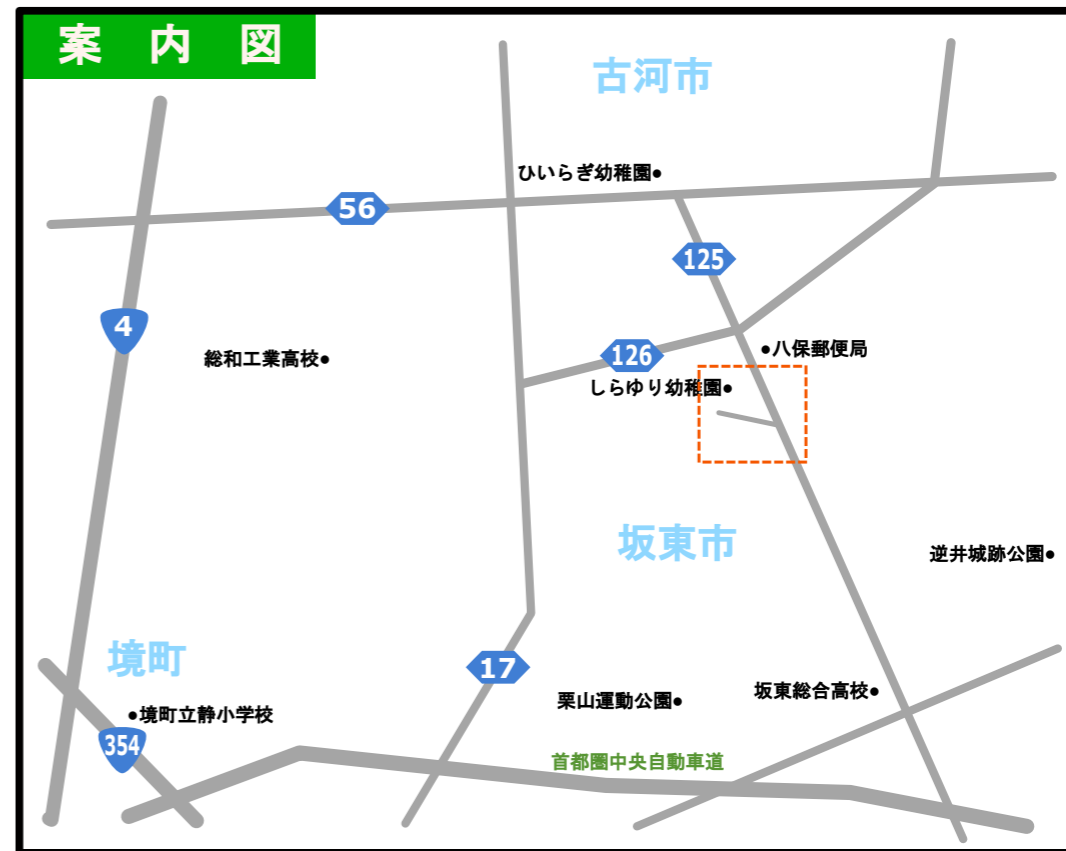 案内図
古河市
ひいらぎ幼稚園
56
125
4
総和工業高校
126
八保郵便局
しらゆり幼稚園
坂東市
逆井城跡公園
境町
17
坂東総合高校
栗山運動公園
境町立静小学校
354
首都圏中央自動車道